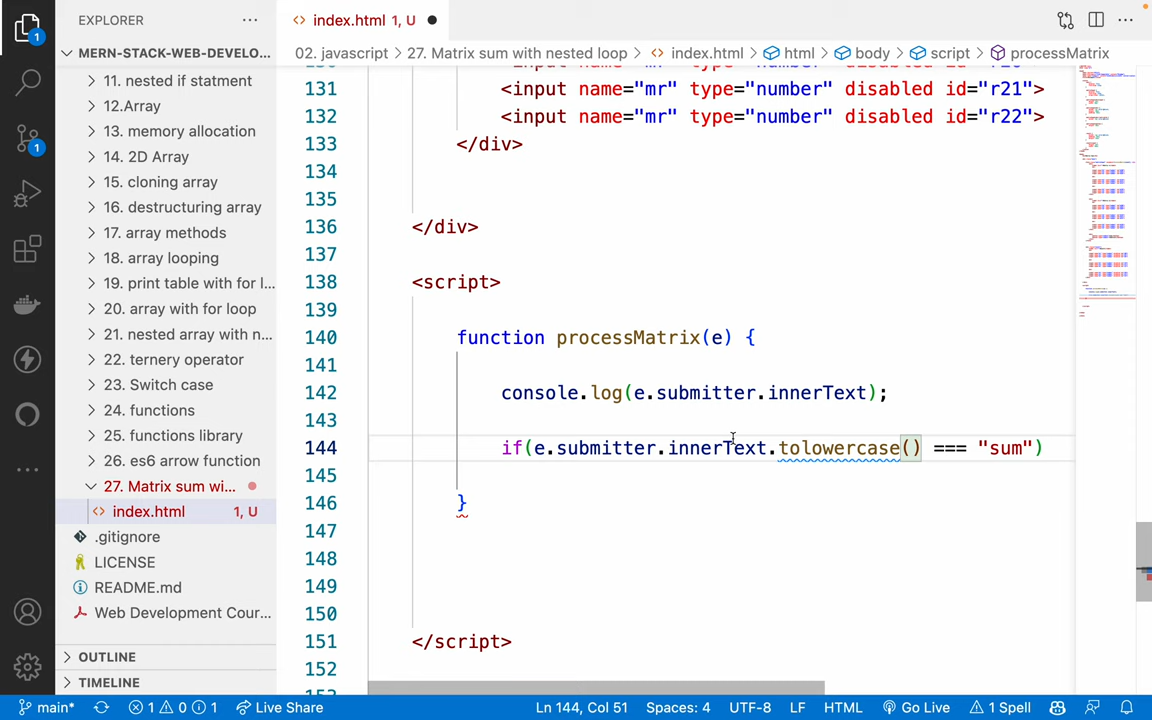 EXPLORER
index.html 1, U
MERN-STACK-WEB-DEVELO...
02. javascript > 27. Matrix sum with nested loop > index.html > html > body > script > processMatrix
11. nested if statment
12.Array
13. memory allocation
14. 2D Array
15. cloning array
16. destructuring array
17. array methods
18. array looping
19. print table with for l...
20. array with for loop
21. nested array with n...
22. ternery operator
23. Switch case
24. functions
25. functions library
26. es6 arrow function
27. Matrix sum wi...
index.html 1, U
.gitignore
LICENSE
README.md
Web Development Cour...
OUTLINE
TIMELINE
131 <input name="mr" type="number" disabled id="r21">
132 <input name="mr" type="number" disabled id="r22">
133 </div>
134
135
136 </div>
137
138 <script>
139
140 function processMatrix(e) {
141
142 console.log(e.submitter.innerText);
143
144 if(e.submitter.innerText.tolowercase() === "sum")
145
146 }
147
148
149
150
151 </script>
152
main* 1 0 1 Live Share Ln 144, Col 51 Spaces: 4 UTF-8 LF HTML Go Live 1 Spell